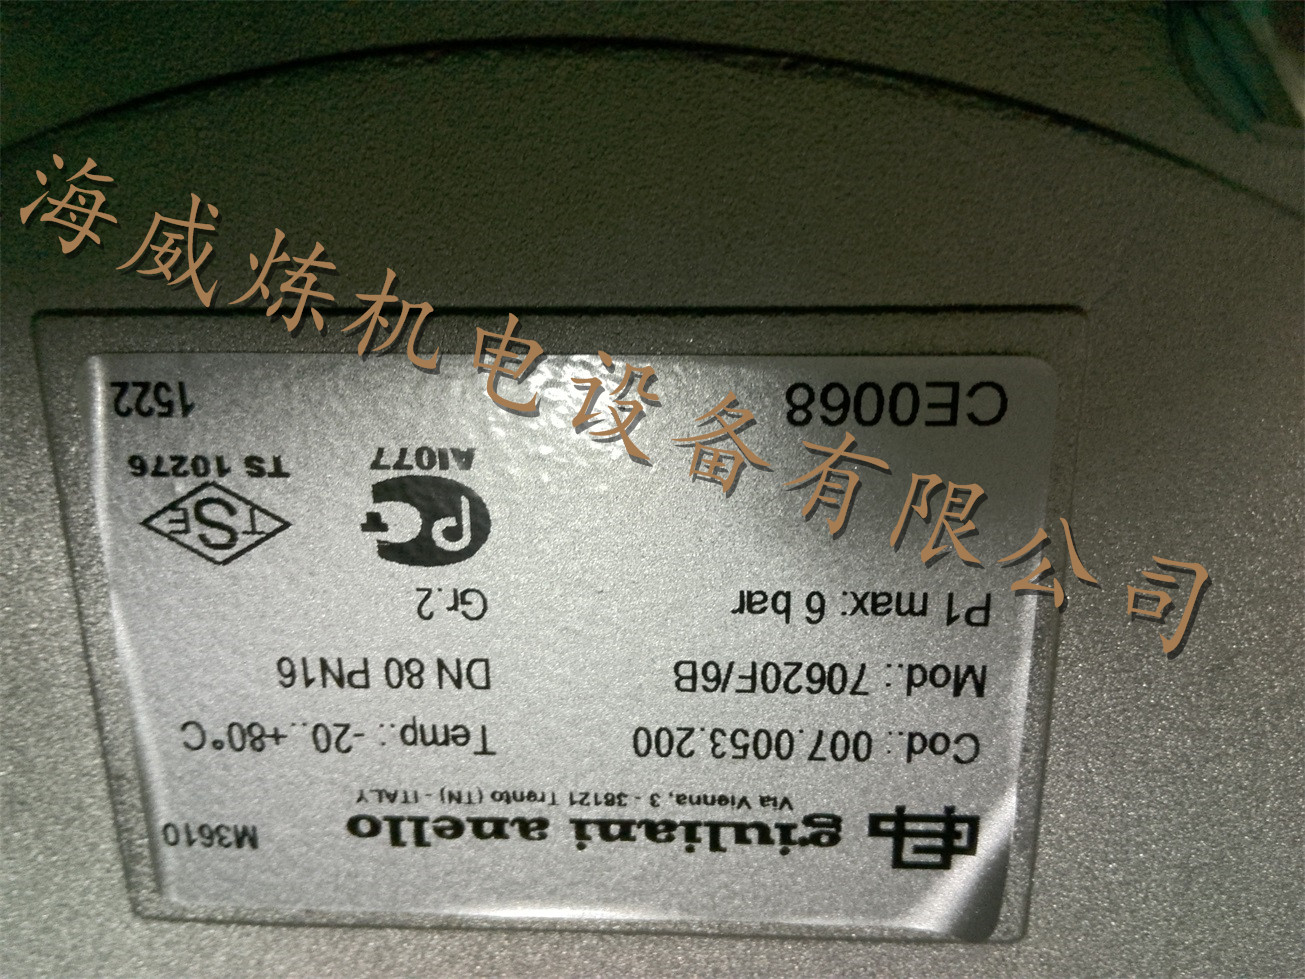 海威炼机电设备有限公司
giuliani anello
M3610
Via Vienna, 3 - 38121 Trento (TN) - ITALY
Cod.: 007.0053.200
Temp.: -20..+80°C
Mod.: 70620F/6B
DN 80 PN16
P1 max: 6 bar
Gr.2
PCT
TSE
AI077
TS 10276
CE0068
1522